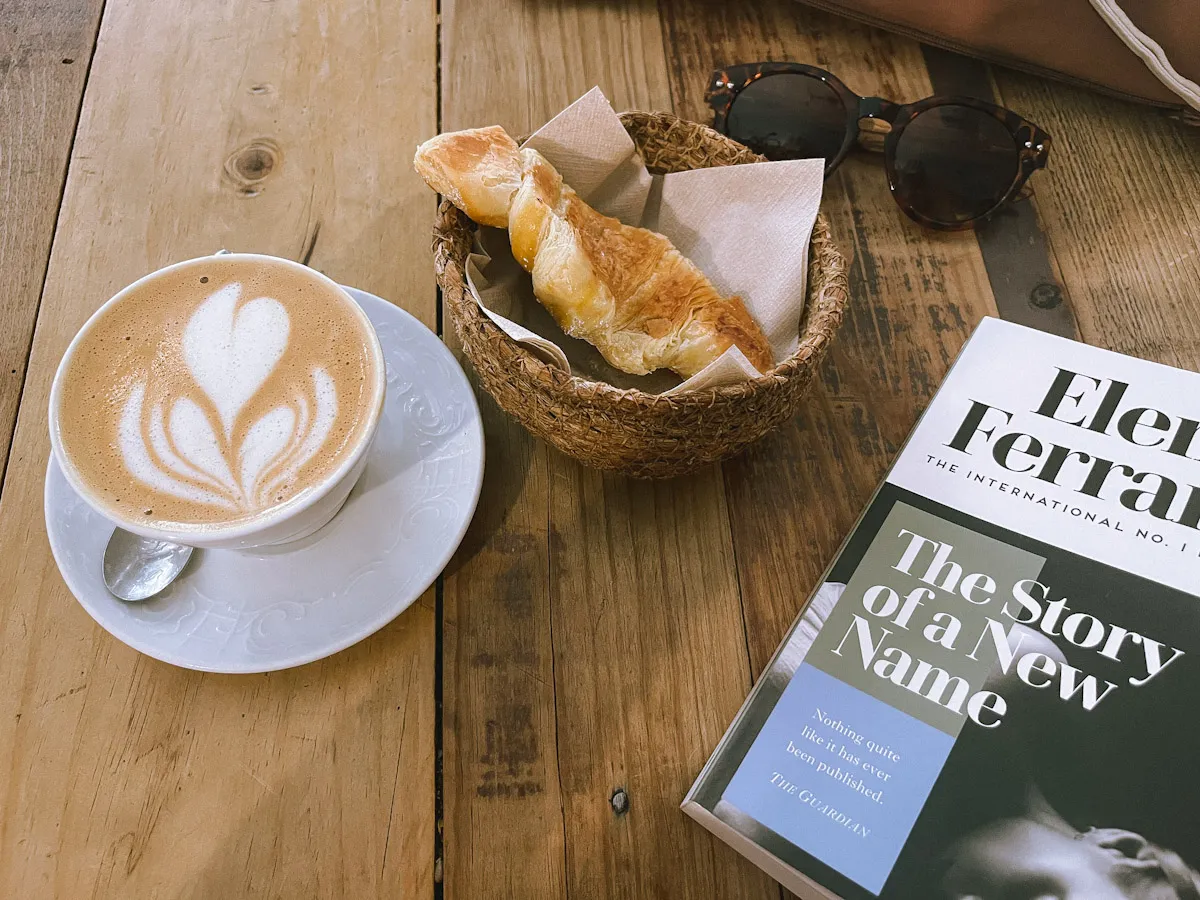 Elen
Ferrar
THE INTERNATIONAL NO. 1
The Story
of a New
Name
Nothing quite
like it has ever
been published.
THE GUARDIAN